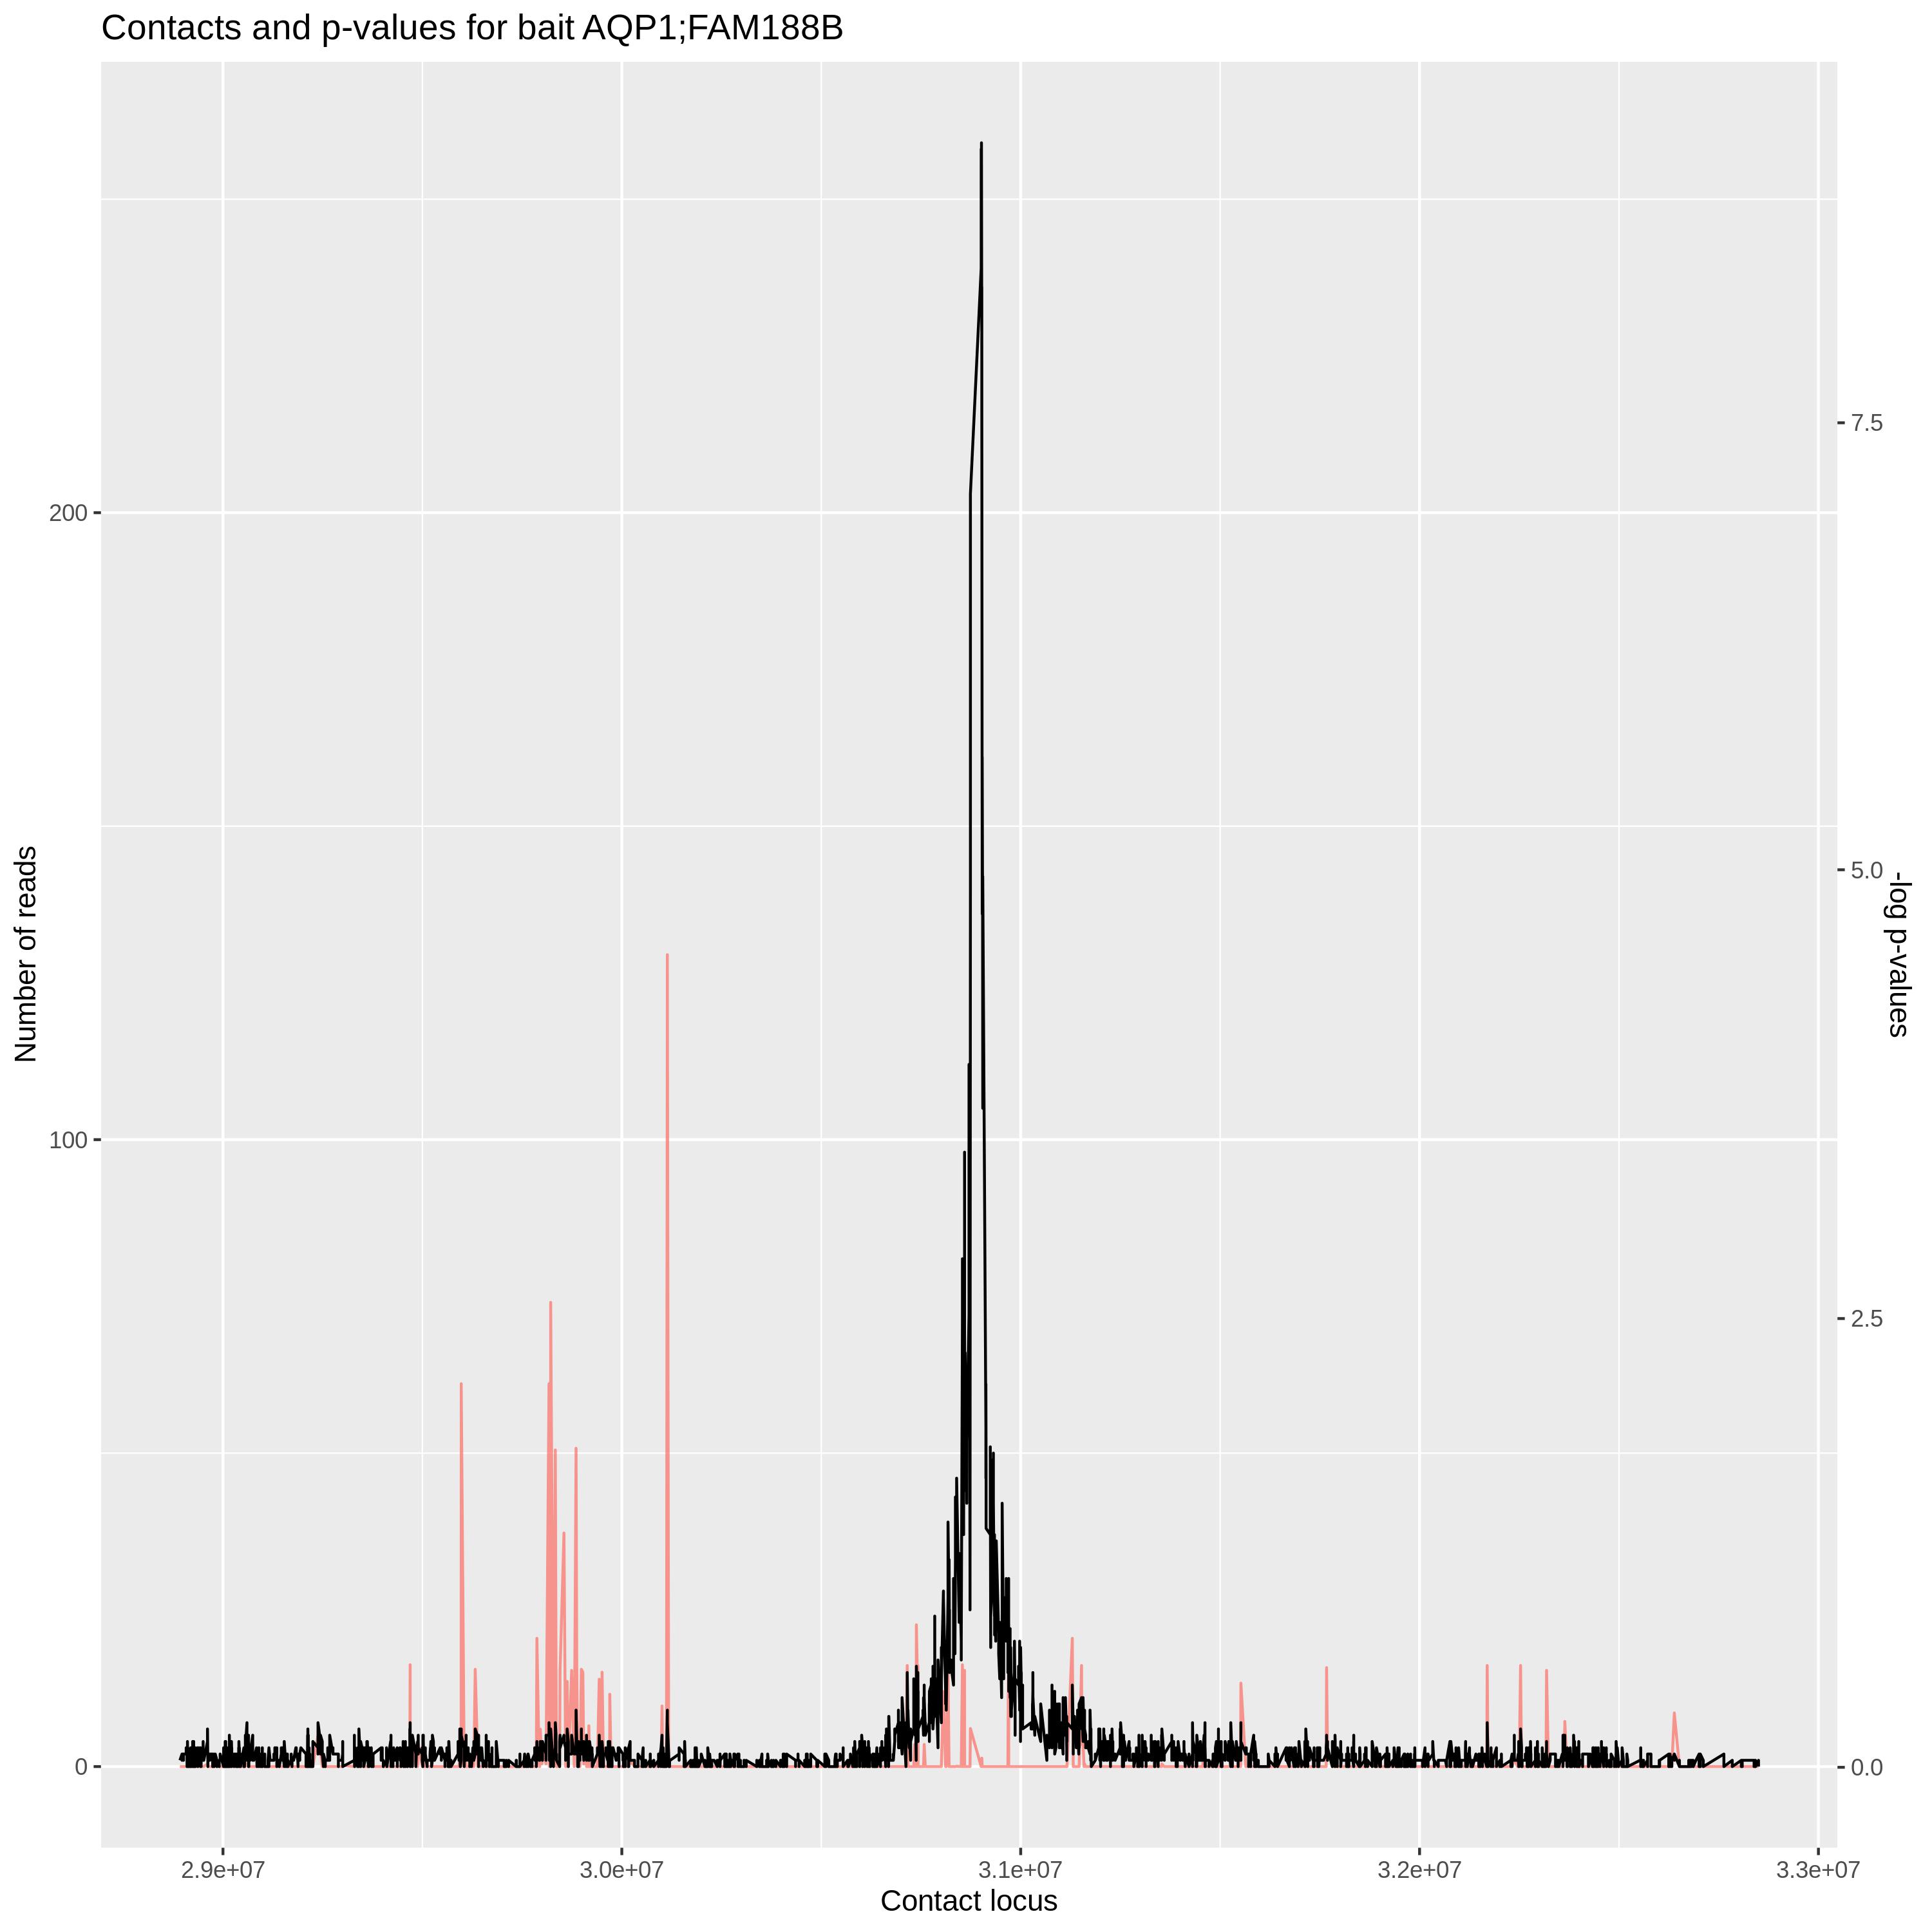 Contacts and p-values for bait AQP1;FAM188B
200
100
0
Number of reads
7.5
5.0
2.5
0.0
-log p-values
2.9e+07
3.0e+07
3.1e+07
3.2e+07
3.3e+07
Contact locus